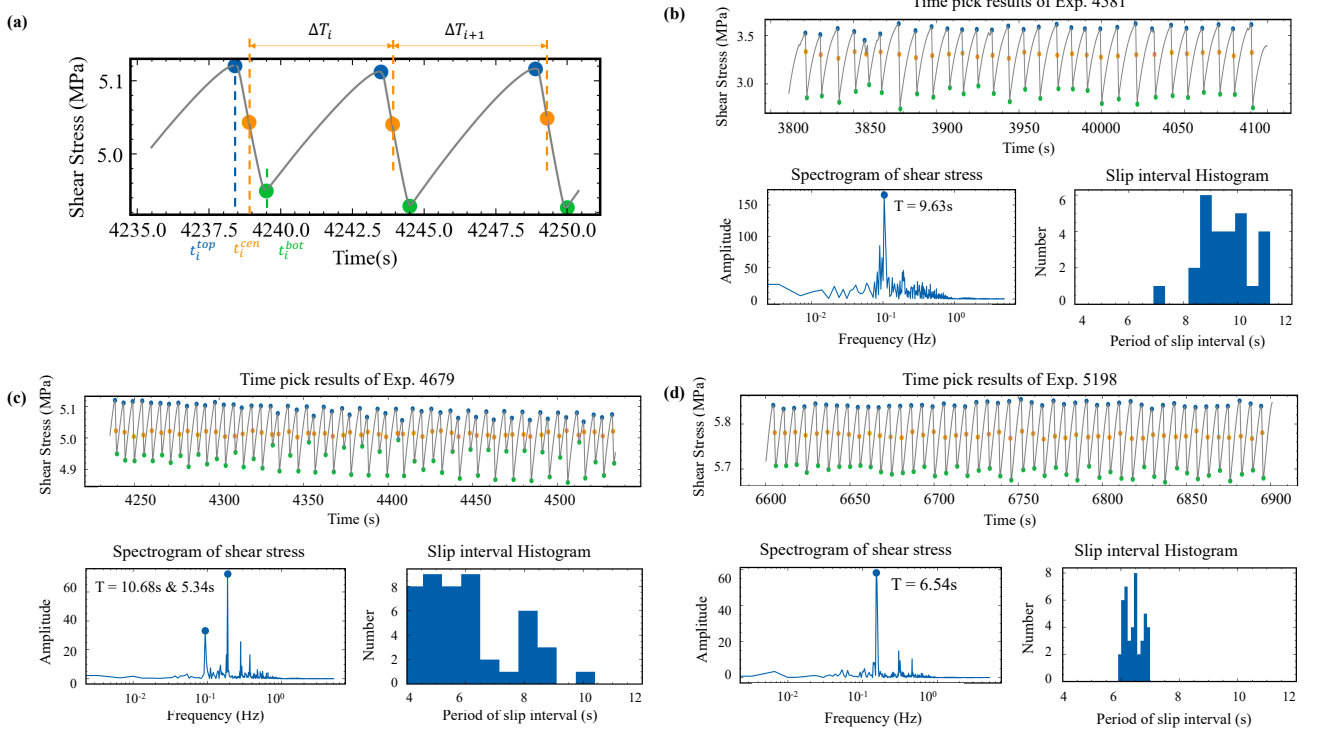 (a)
ΔT_i
ΔT_{i+1}
Shear Stress (MPa)
5.1
5.0
4235.0 4237.5 4240.0 4242.5 4245.0 4247.5 4250.0
t_i^{top} t_i^{cen} t_i^{bot}
Time(s)
(b)
Time pick results of Exp. 4581
Shear Stress (MPa)
3.5
3.0
3800 3850 3900 3950 40000 4050 4100
Time (s)
Spectrogram of shear stress
T = 9.63s
Amplitude
150
100
50
0
10^{-2} 10^{-1} 10^{0}
Frequency (Hz)
Slip interval Histogram
Number
6
4
2
0
4 6 8 10 12
Period of slip interval (s)
(c)
Time pick results of Exp. 4679
Shear Stress (MPa)
5.1
5.0
4.9
4250 4300 4350 4400 4450 4500
Time (s)
Spectrogram of shear stress
T = 10.68s & 5.34s
Amplitude
60
40
20
0
10^{-2} 10^{-1} 10^{0}
Frequency (Hz)
Slip interval Histogram
Number
8
6
4
2
0
4 6 8 10 12
Period of slip interval (s)
(d)
Time pick results of Exp. 5198
Shear Stress (MPa)
5.8
5.7
6600 6650 6700 6750 6800 6850 6900
Time (s)
Spectrogram of shear stress
T = 6.54s
Amplitude
60
40
20
0
10^{-2} 10^{-1} 10^{0}
Frequency (Hz)
Slip interval Histogram
Number
8
6
4
2
0
4 6 8 10 12
Period of slip interval (s)